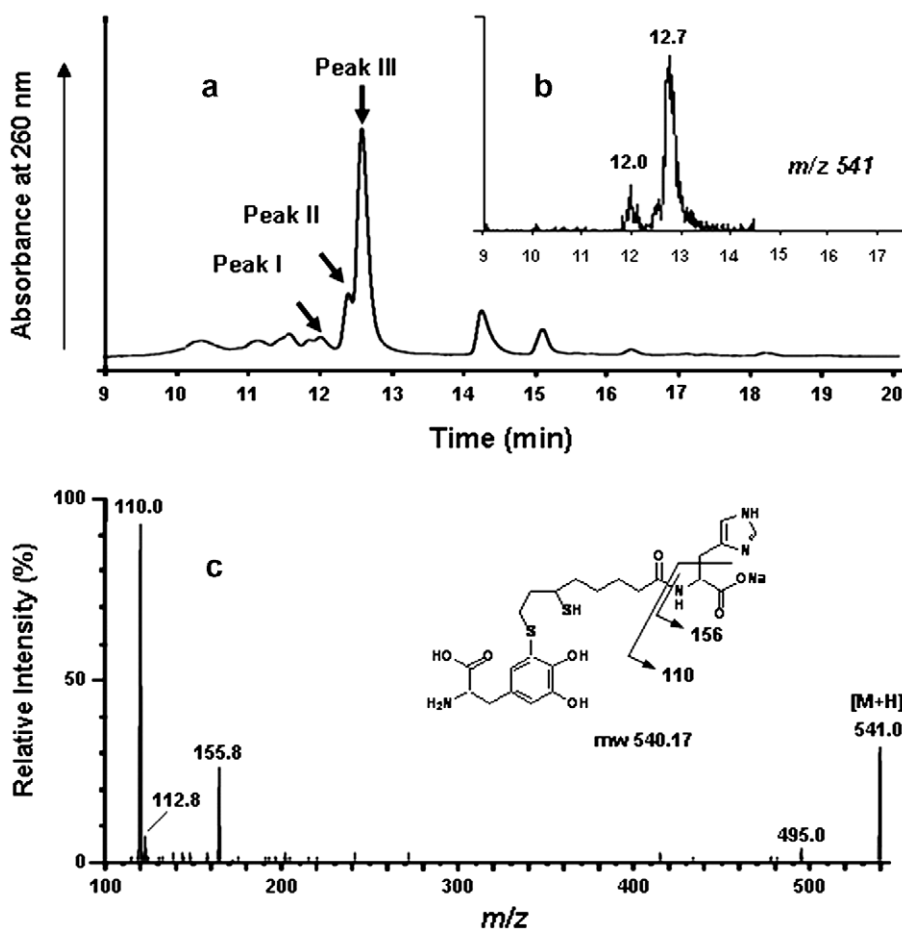 a
Peak III
Peak II
Peak I
Absorbance at 260 nm
9 10 11 12 13 14 15 16 17 18 19 20
Time (min)
b
12.7
12.0
m/z 541
9 10 11 12 13 14 15 16 17
c
Relative Intensity (%)
100
50
0
110.0
112.8
155.8
495.0
[M+H]
541.0
NH
N
O
N
H
ONa
O
SH
S
HO
O
OH
OH
H₂N
156
110
mw 540.17
100 200 300 400 500
m/z